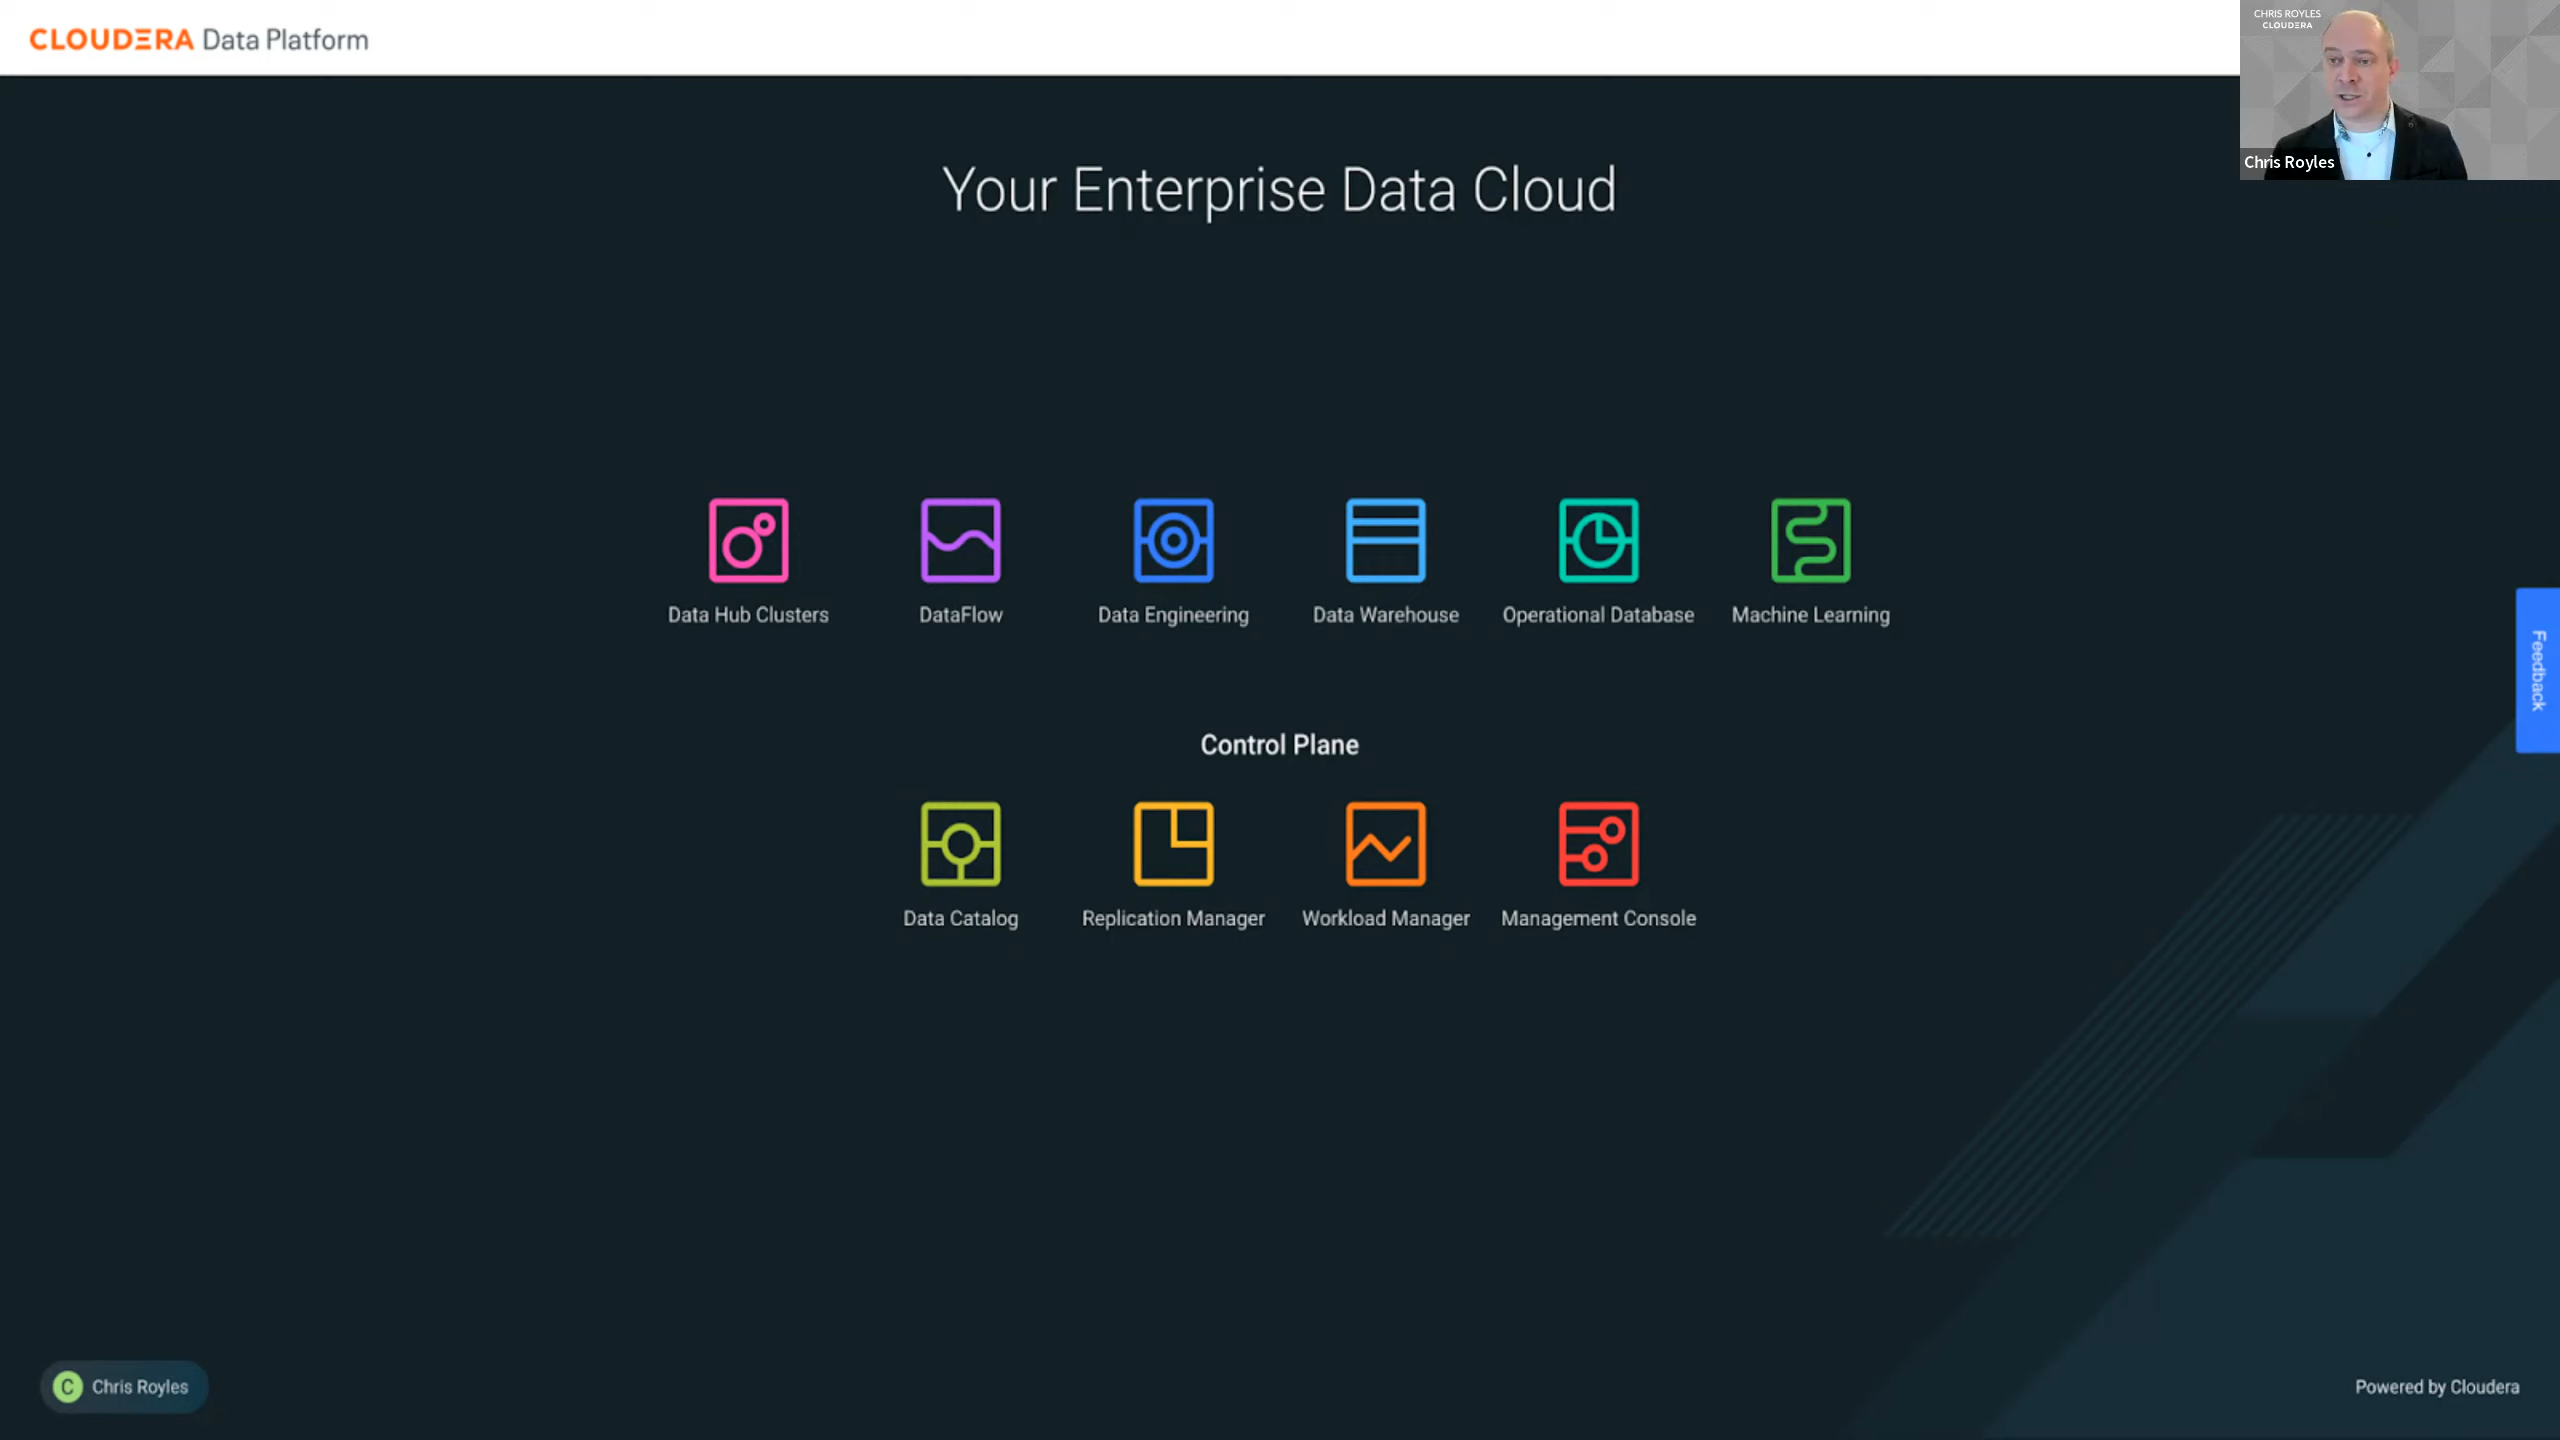 CLOUDERA Data Platform
CHRIS ROYLES
CLOUDERA
Chris Royles
Your Enterprise Data Cloud
Data Hub Clusters
DataFlow
Data Engineering
Data Warehouse
Operational Database
Machine Learning
Feedback
Control Plane
Data Catalog
Replication Manager
Workload Manager
Management Console
C Chris Royles
Powered by Cloudera